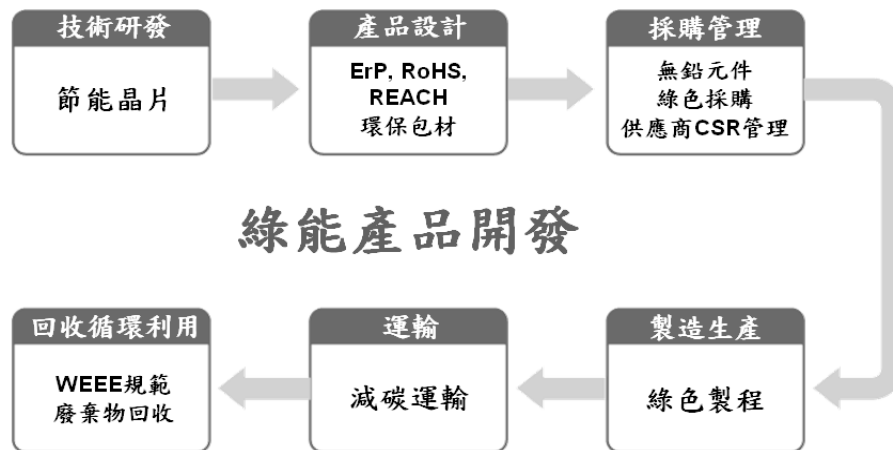 技術研發
節能晶片
產品設計
ErP, RoHS,
REACH
環保包材
採購管理
無鉛元件
綠色採購
供應商CSR管理
綠能產品開發
製造生產
綠色製程
運輸
減碳運輸
回收循環利用
WEEE規範
廢棄物回收